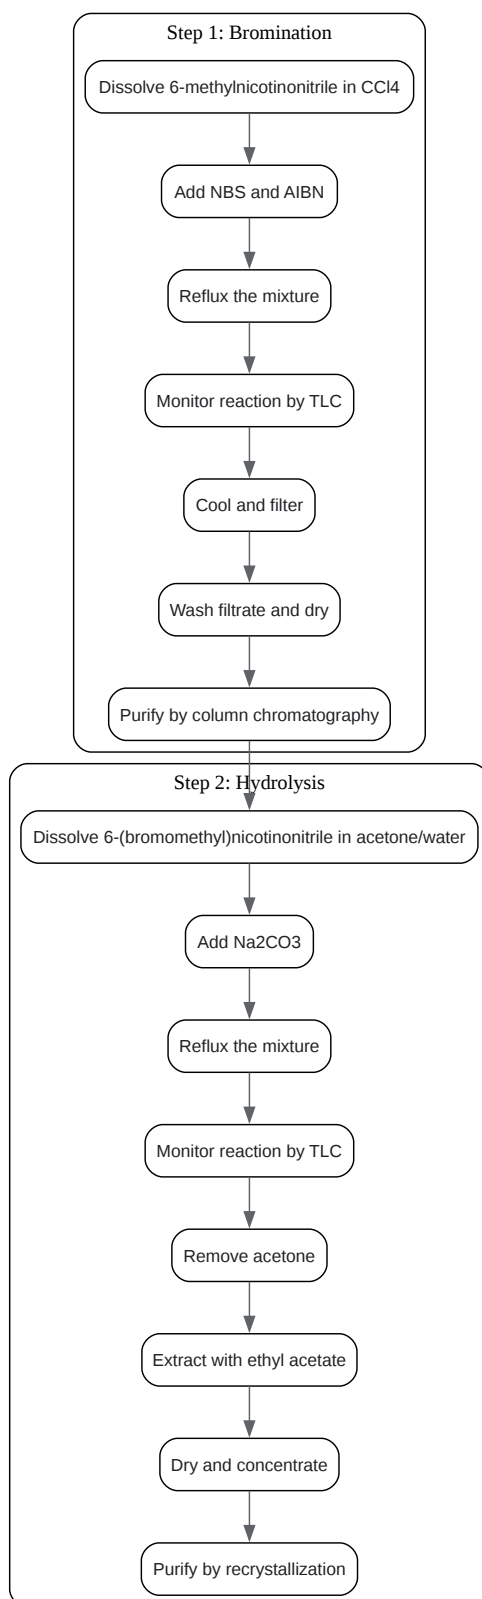 Step 1: Bromination
Dissolve 6-methylnicotinonitrile in CCl4
Add NBS and AIBN
Reflux the mixture
Monitor reaction by TLC
Cool and filter
Wash filtrate and dry
Purify by column chromatography
Step 2: Hydrolysis
Dissolve 6-(bromomethyl)nicotinonitrile in acetone/water
Add Na2CO3
Reflux the mixture
Monitor reaction by TLC
Remove acetone
Extract with ethyl acetate
Dry and concentrate
Purify by recrystallization